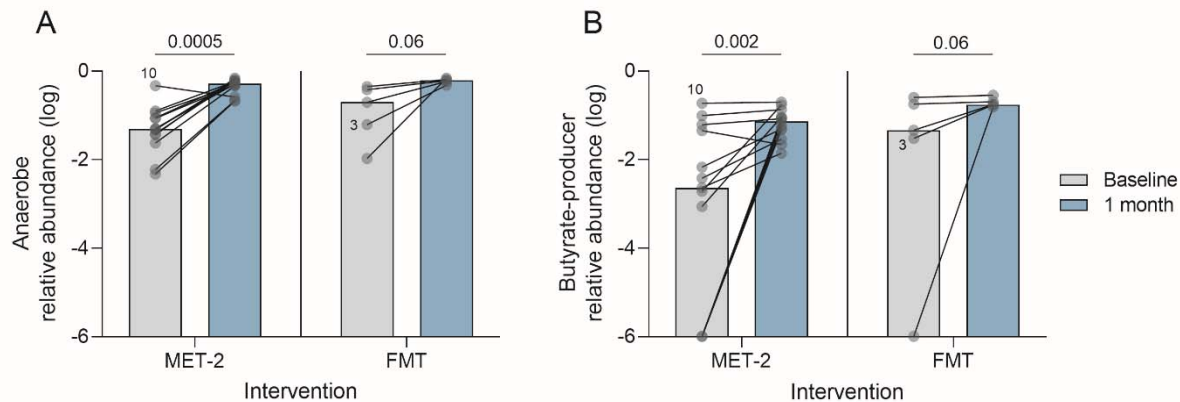 A
0.0005
0.06
Anaerobe
relative abundance (log)
0
-2
-4
-6
10
3
MET-2
FMT
Intervention
B
0.002
0.06
Butyrate-producer
relative abundance (log)
0
-2
-4
-6
10
3
MET-2
FMT
Intervention
Baseline
1 month